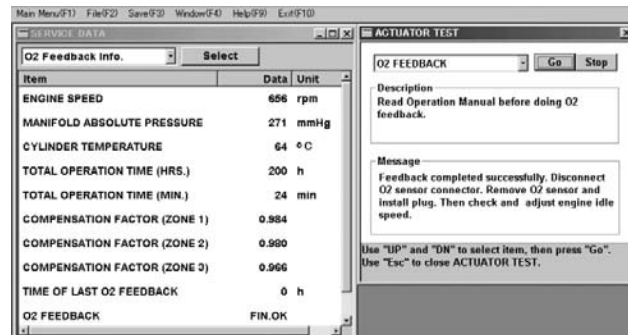 Main Menu(F1) File(F2) Save(F3) Window(F4) Help(F9) Exit(F10)
SERVICE DATA
O2 Feedback Info. Select
Item Data Unit
ENGINE SPEED 656 rpm
MANIFOLD ABSOLUTE PRESSURE 271 mmHg
CYLINDER TEMPERATURE 64 °C
TOTAL OPERATION TIME (HRS.) 200 h
TOTAL OPERATION TIME (MIN.) 24 min
COMPENSATION FACTOR (ZONE 1) 0.984
COMPENSATION FACTOR (ZONE 2) 0.980
COMPENSATION FACTOR (ZONE 3) 0.966
TIME OF LAST O2 FEEDBACK 0 h
O2 FEEDBACK FIN.OK
ACTUATOR TEST
O2 FEEDBACK Go Stop
Description
Read Operation Manual before doing O2
feedback.
Message
Feedback completed successfully. Disconnect
O2 sensor connector. Remove O2 sensor and
install plug. Then check and adjust engine idle
speed.
Use "UP" and "DN" to select item, then press "Go".
Use "Esc" to close ACTUATOR TEST.